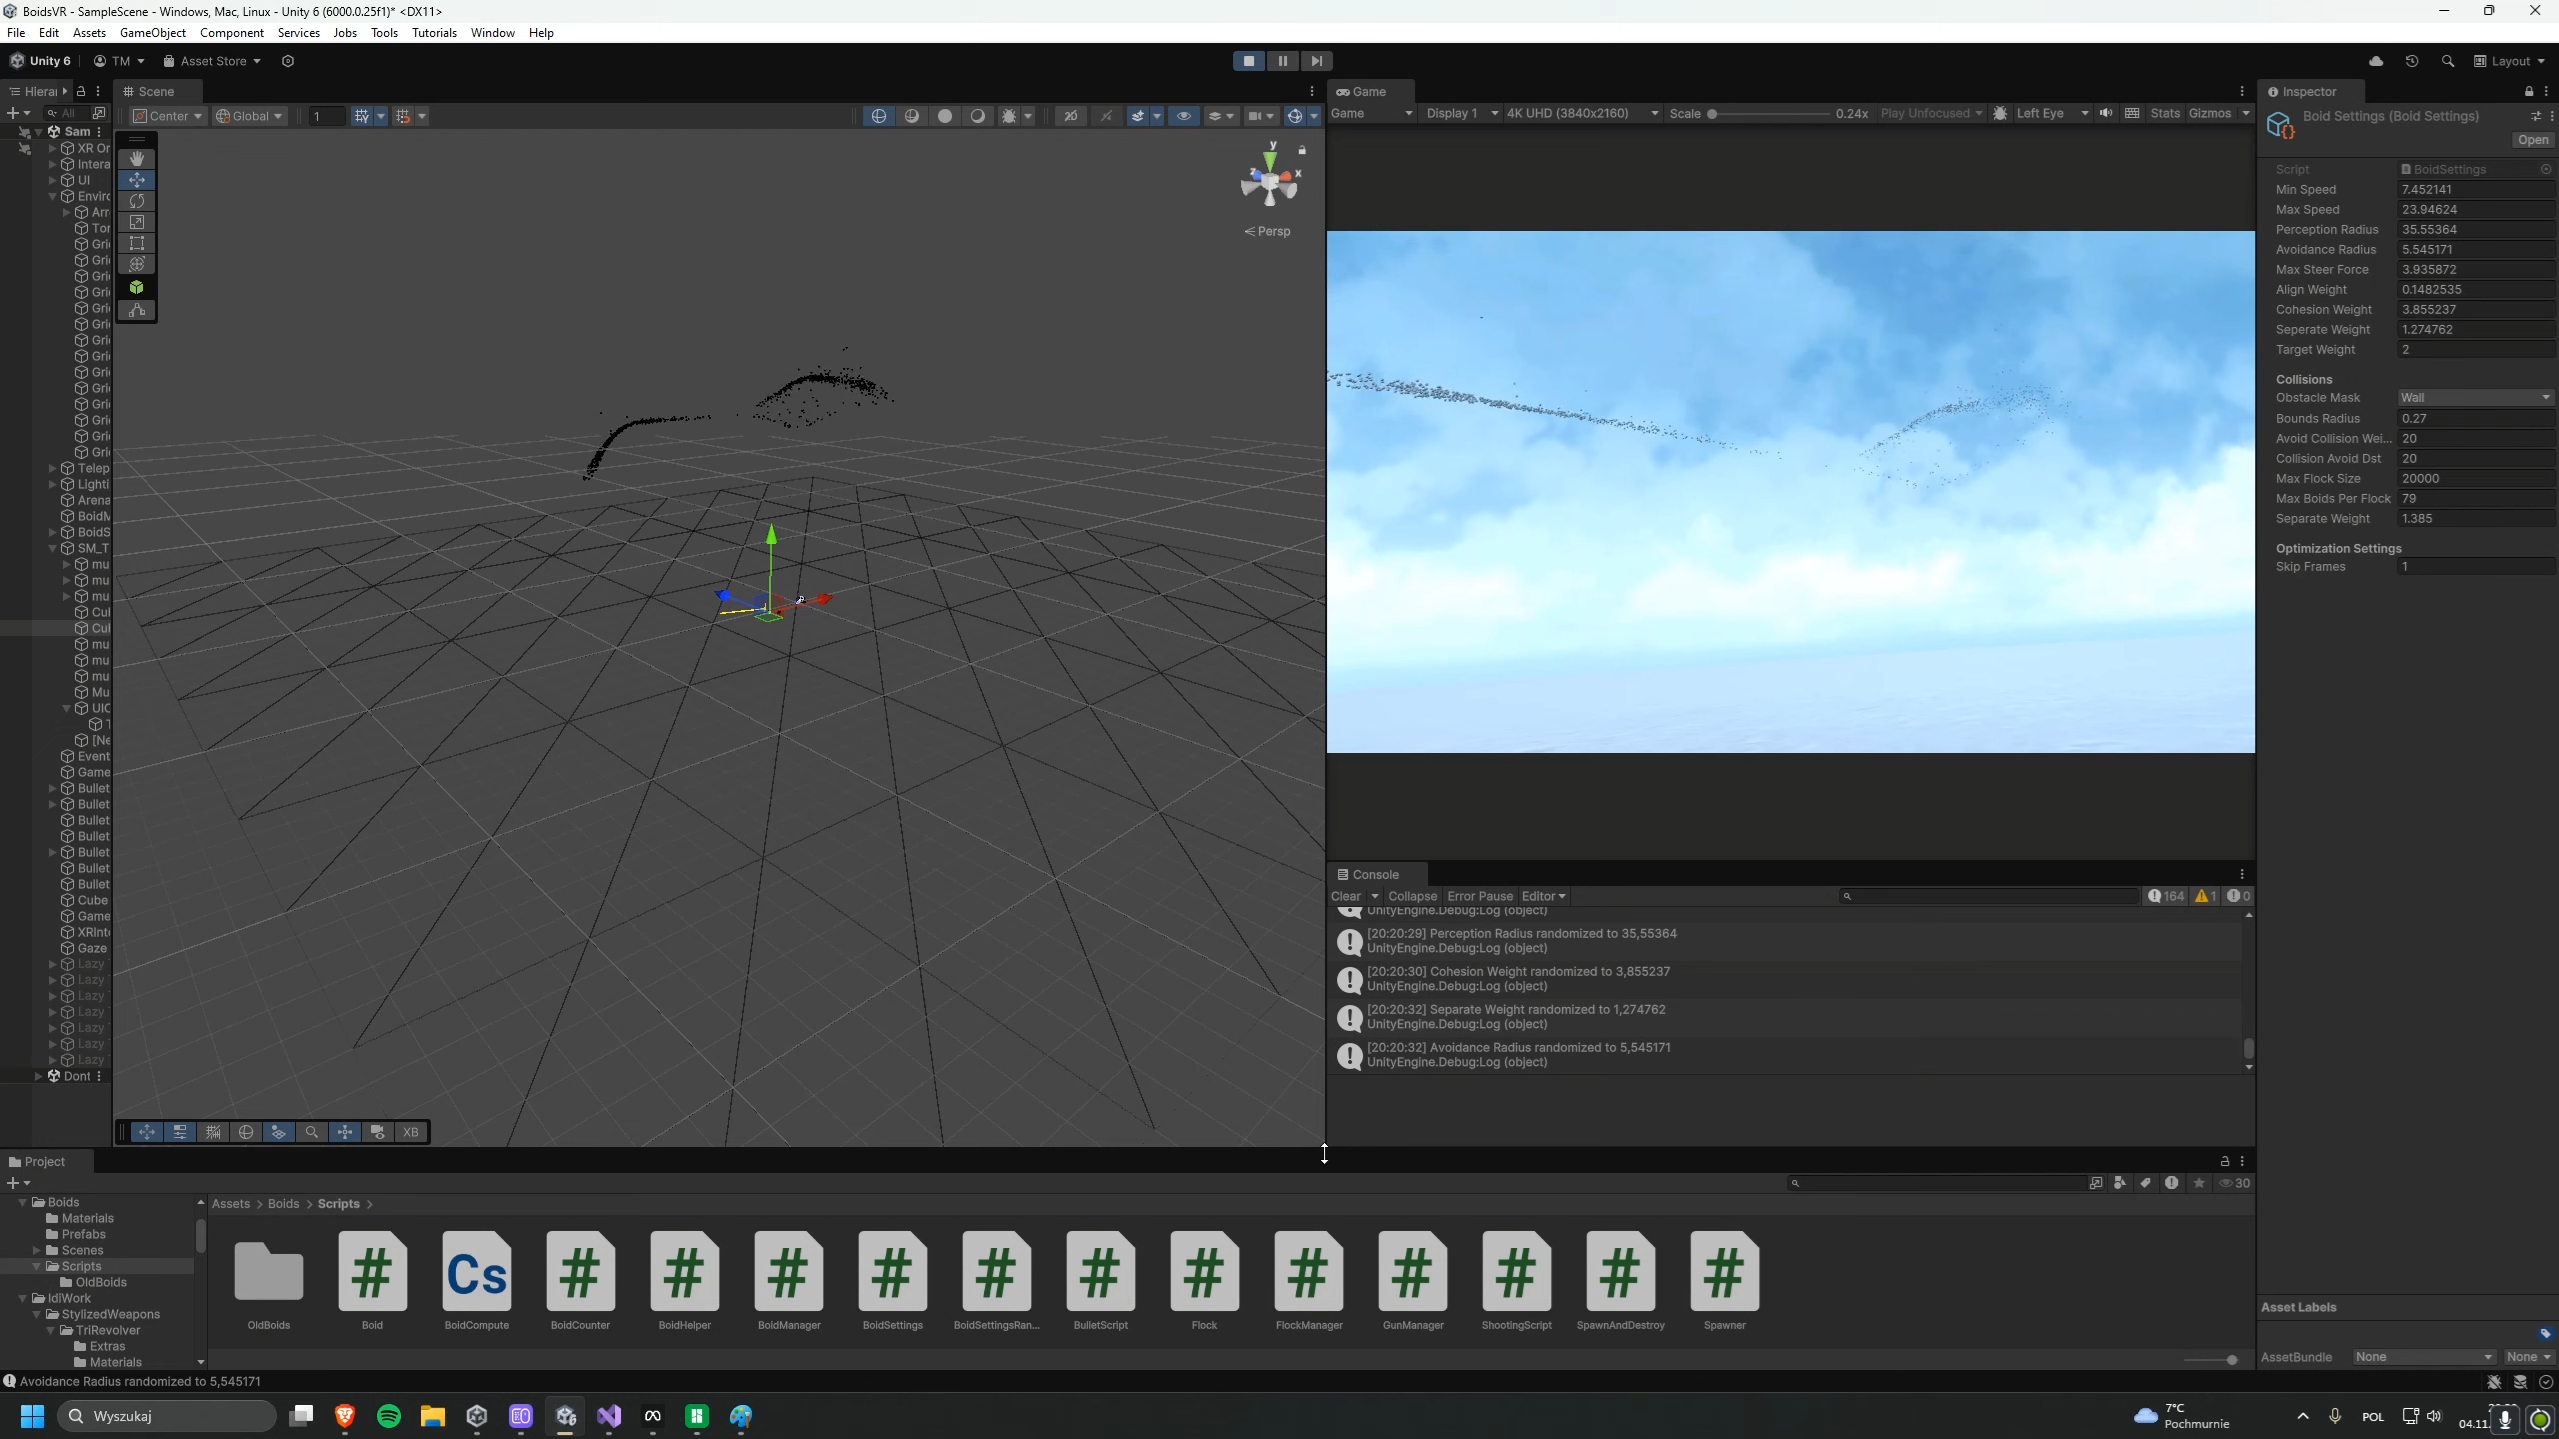 BoidsVR - SampleScene - Windows, Mac, Linux - Unity 6 (6000.0.25f1)* <DX11>
File Edit Assets GameObject Component Services Jobs Tools Tutorials Window Help
Unity 6 TM Asset Store Layout
Hierar
All
Sam
XR Or
Intera
UI
Enviro
Arr
Tor
Gri
Gri
Gri
Gri
Gri
Gri
Gri
Gri
Gri
Gri
Gri
Gri
Gri
Gri
Telep
Lighti
Arena
BoidM
BoidS
SM_T
mu
mu
mu
Cul
Cul
mu
mu
mu
Mu
UIC
[Ne
Event
Game
Bullet
Bullet
Bullet
Bullet
Bullet
Bullet
Bullet
Cube
Game
XRInt
Gaze
Lazy
Lazy
Lazy
Lazy
Lazy
Lazy
Lazy
Dont
Scene
Center Global 1 2D
y
x
z
Persp
XB
Game
Game Display 1 4K UHD (3840x2160) Scale 0.24x Play Unfocused Left Eye Stats Gizmos
Console
Clear Collapse Error Pause Editor 164 1 0
UnityEngine.Debug:Log (object)
[20:20:29] Perception Radius randomized to 35,55364
UnityEngine.Debug:Log (object)
[20:20:30] Cohesion Weight randomized to 3,855237
UnityEngine.Debug:Log (object)
[20:20:32] Separate Weight randomized to 1,274762
UnityEngine.Debug:Log (object)
[20:20:32] Avoidance Radius randomized to 5,545171
UnityEngine.Debug:Log (object)
Inspector
Boid Settings (Boid Settings)
Open
Script BoidSettings
Min Speed 7.452141
Max Speed 23.94624
Perception Radius 35.55364
Avoidance Radius 5.545171
Max Steer Force 3.935872
Align Weight 0.1482535
Cohesion Weight 3.855237
Seperate Weight 1.274762
Target Weight 2
Collisions
Obstacle Mask Wall
Bounds Radius 0.27
Avoid Collision Wei... 20
Collision Avoid Dst 20
Max Flock Size 20000
Max Boids Per Flock 79
Separate Weight 1.385
Optimization Settings
Skip Frames 1
Asset Labels
AssetBundle None None
Project
30
Boids
Materials
Prefabs
Scenes
Scripts
OldBoids
IdiWork
StylizedWeapons
TriRevolver
Extras
Materials
Assets > Boids > Scripts >
# Cs # # # # # # # # # # # #
OldBoids Boid BoidCompute BoidCounter BoidHelper BoidManager BoidSettings BoidSettingsRan... BulletScript Flock FlockManager GunManager ShootingScript SpawnAndDestroy Spawner
Avoidance Radius randomized to 5,545171
Wyszukaj
7°C
Pochmurnie
POL
04.11.